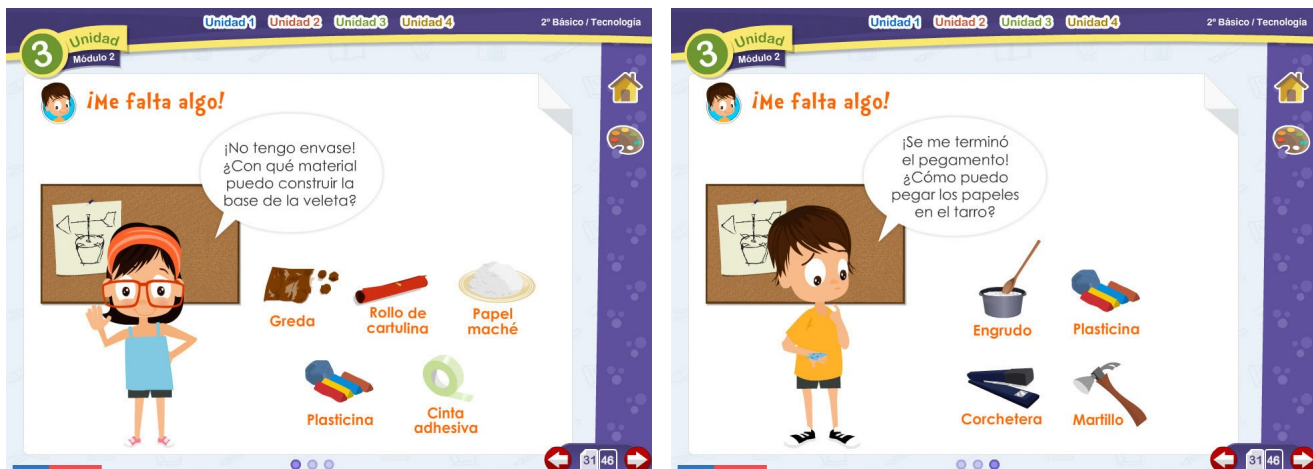 Unidad 1 Unidad 2 Unidad 3 Unidad 4
2° Básico / Tecnología
3 Unidad
Módulo 2
¡Me falta algo!
¡No tengo envase!
¿Con qué material
puedo construir la
base de la veleta?
Greda
Rollo de
cartulina
Papel
maché
Plasticina
Cinta
adhesiva
31 46
Unidad 1 Unidad 2 Unidad 3 Unidad 4
2° Básico / Tecnología
3 Unidad
Módulo 2
¡Me falta algo!
¡Se me terminó
el pegamento!
¿Cómo puedo
pegar los papeles
en el tarro?
Engrudo
Plasticina
Corchetera
Martillo
31 46